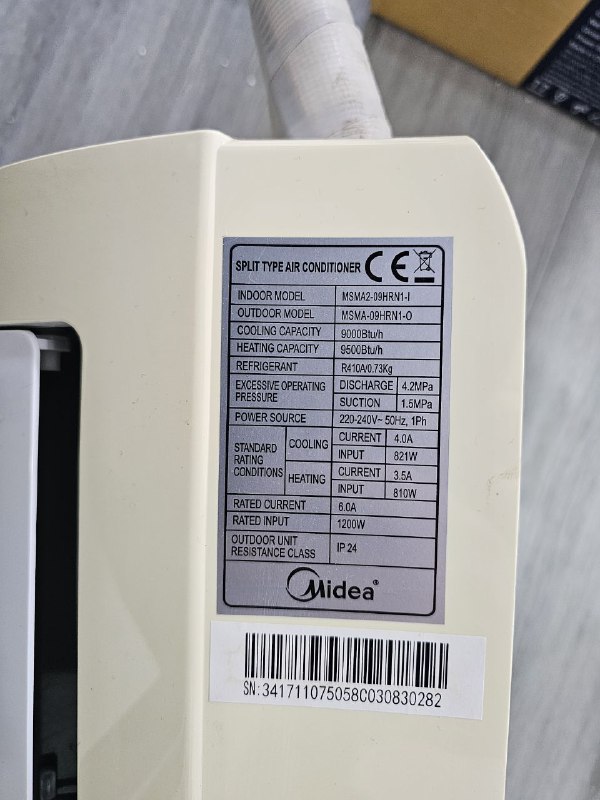 SPLIT TYPE AIR CONDITIONER CE
INDOOR MODEL MSMA2-09HRN1-I
OUTDOOR MODEL MSMA-09HRN1-O
COOLING CAPACITY 9000Btu/h
HEATING CAPACITY 9500Btu/h
REFRIGERANT R410A/0.73Kg
EXCESSIVE OPERATING PRESSURE DISCHARGE 4.2MPa
SUCTION 1.5MPa
POWER SOURCE 220-240V~ 50Hz, 1Ph
STANDARD RATING CONDITIONS COOLING CURRENT 4.0A
INPUT 821W
HEATING CURRENT 3.5A
INPUT 810W
RATED CURRENT 6.0A
RATED INPUT 1200W
OUTDOOR UNIT RESISTANCE CLASS IP 24
Midea®
SN: 341711075058C030830282